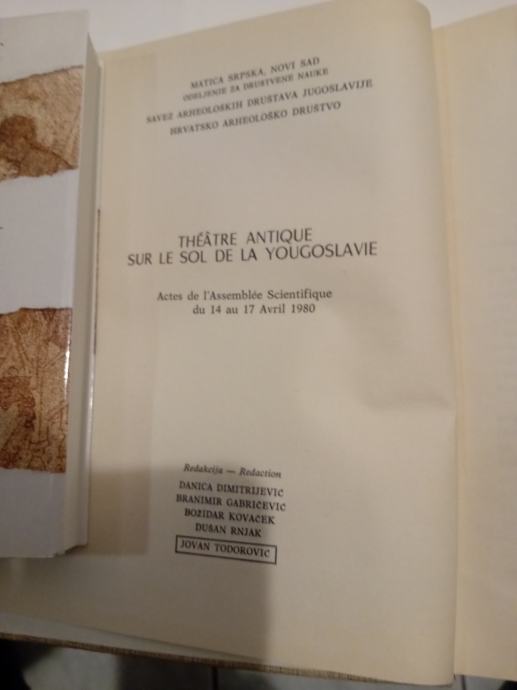 MATICA SRPSKA, NOVI SAD
ODELJENJE ZA DRUŠTVENE NAUKE
SAVEZ ARHEOLOŠKIH DRUŠTAVA JUGOSLAVIJE
HRVATSKO ARHEOLOŠKO DRUŠTVO
THÉÂTRE ANTIQUE
SUR LE SOL DE LA YOUGOSLAVIE
Actes de l'Assemblée Scientifique
du 14 au 17 Avril 1980
Redakcija — Redaction
DANICA DIMITRIJEVIĆ
BRANIMIR GABRIČEVIĆ
BOŽIDAR KOVAČEK
DUŠAN RNJAK
JOVAN TODOROVIĆ